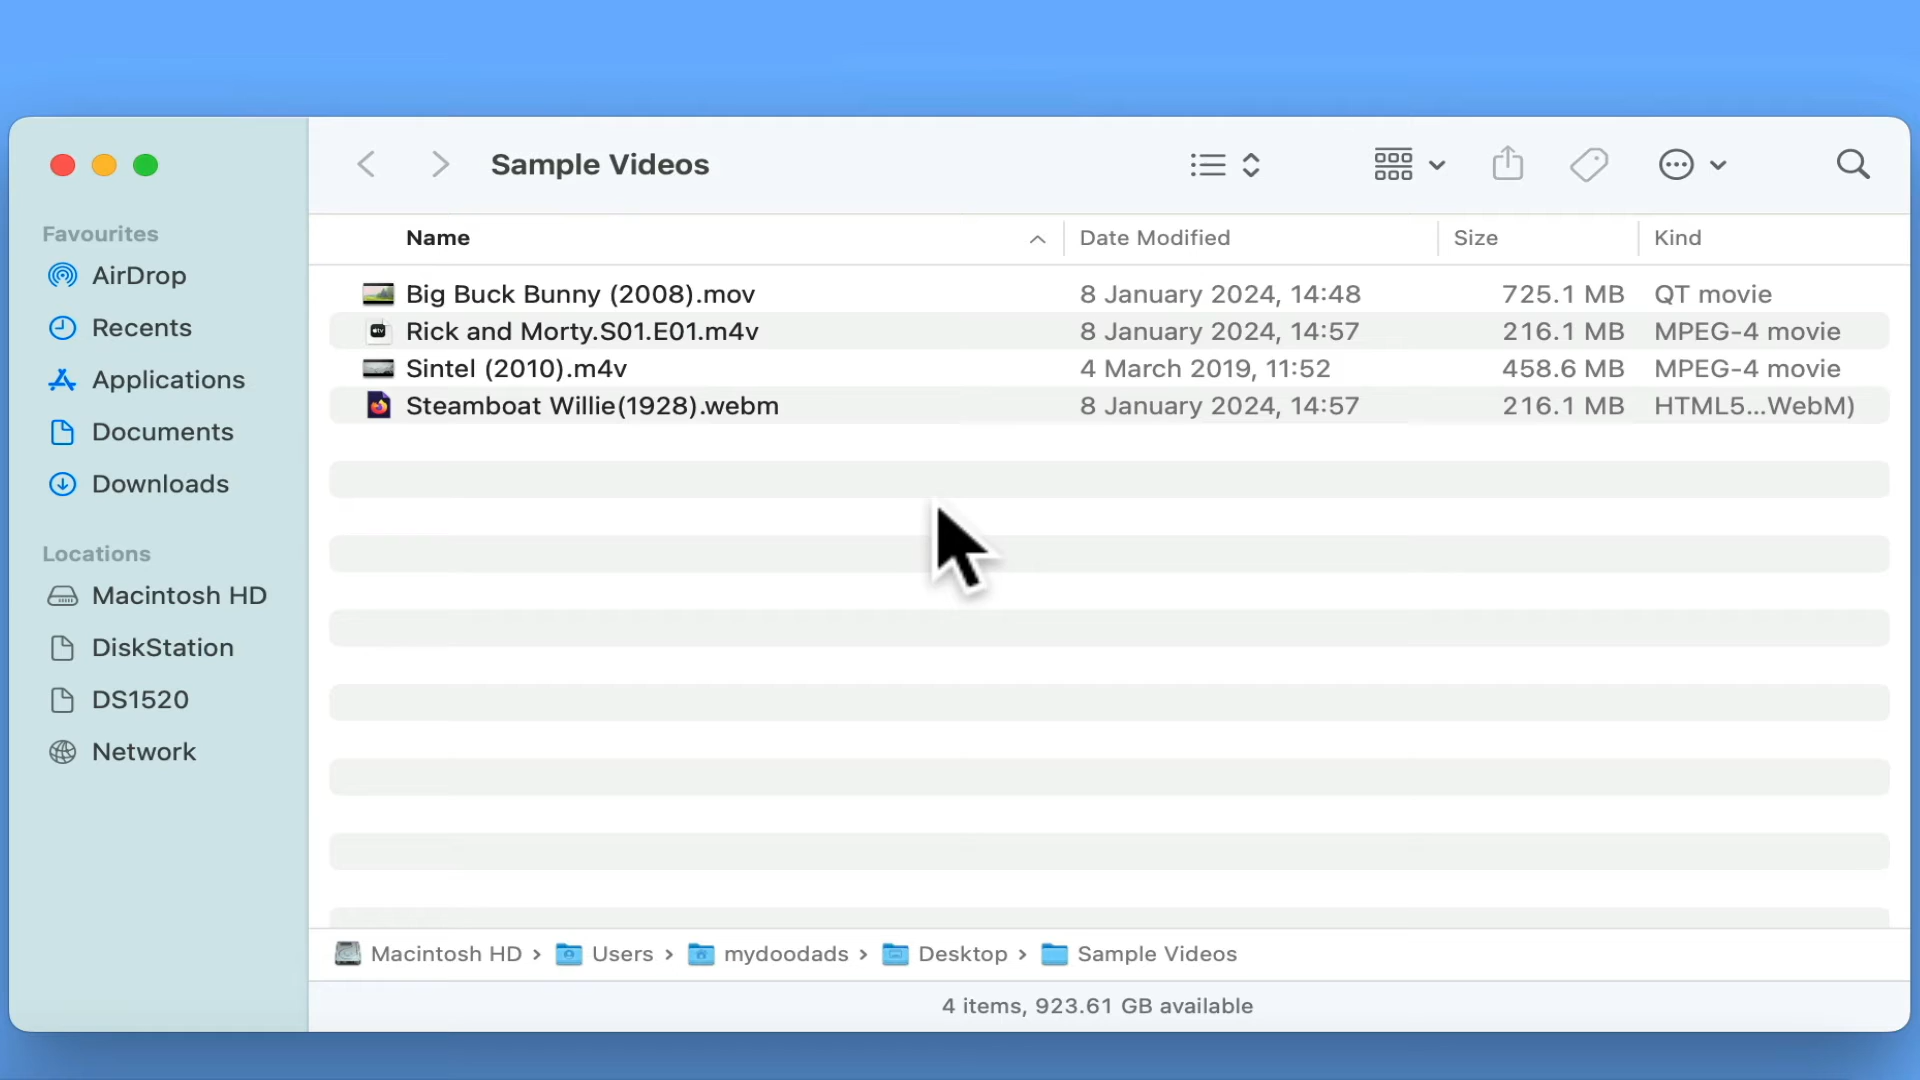 Sample Videos
Favourites
AirDrop
Recents
Applications
Documents
Downloads
Locations
Macintosh HD
DiskStation
DS1520
Network
Name Date Modified Size Kind
Big Buck Bunny (2008).mov 8 January 2024, 14:48 725.1 MB QT movie
Rick and Morty.S01.E01.m4v 8 January 2024, 14:57 216.1 MB MPEG-4 movie
Sintel (2010).m4v 4 March 2019, 11:52 458.6 MB MPEG-4 movie
Steamboat Willie(1928).webm 8 January 2024, 14:57 216.1 MB HTML5...WebM)
Macintosh HD › Users › mydoodads › Desktop › Sample Videos
4 items, 923.61 GB available